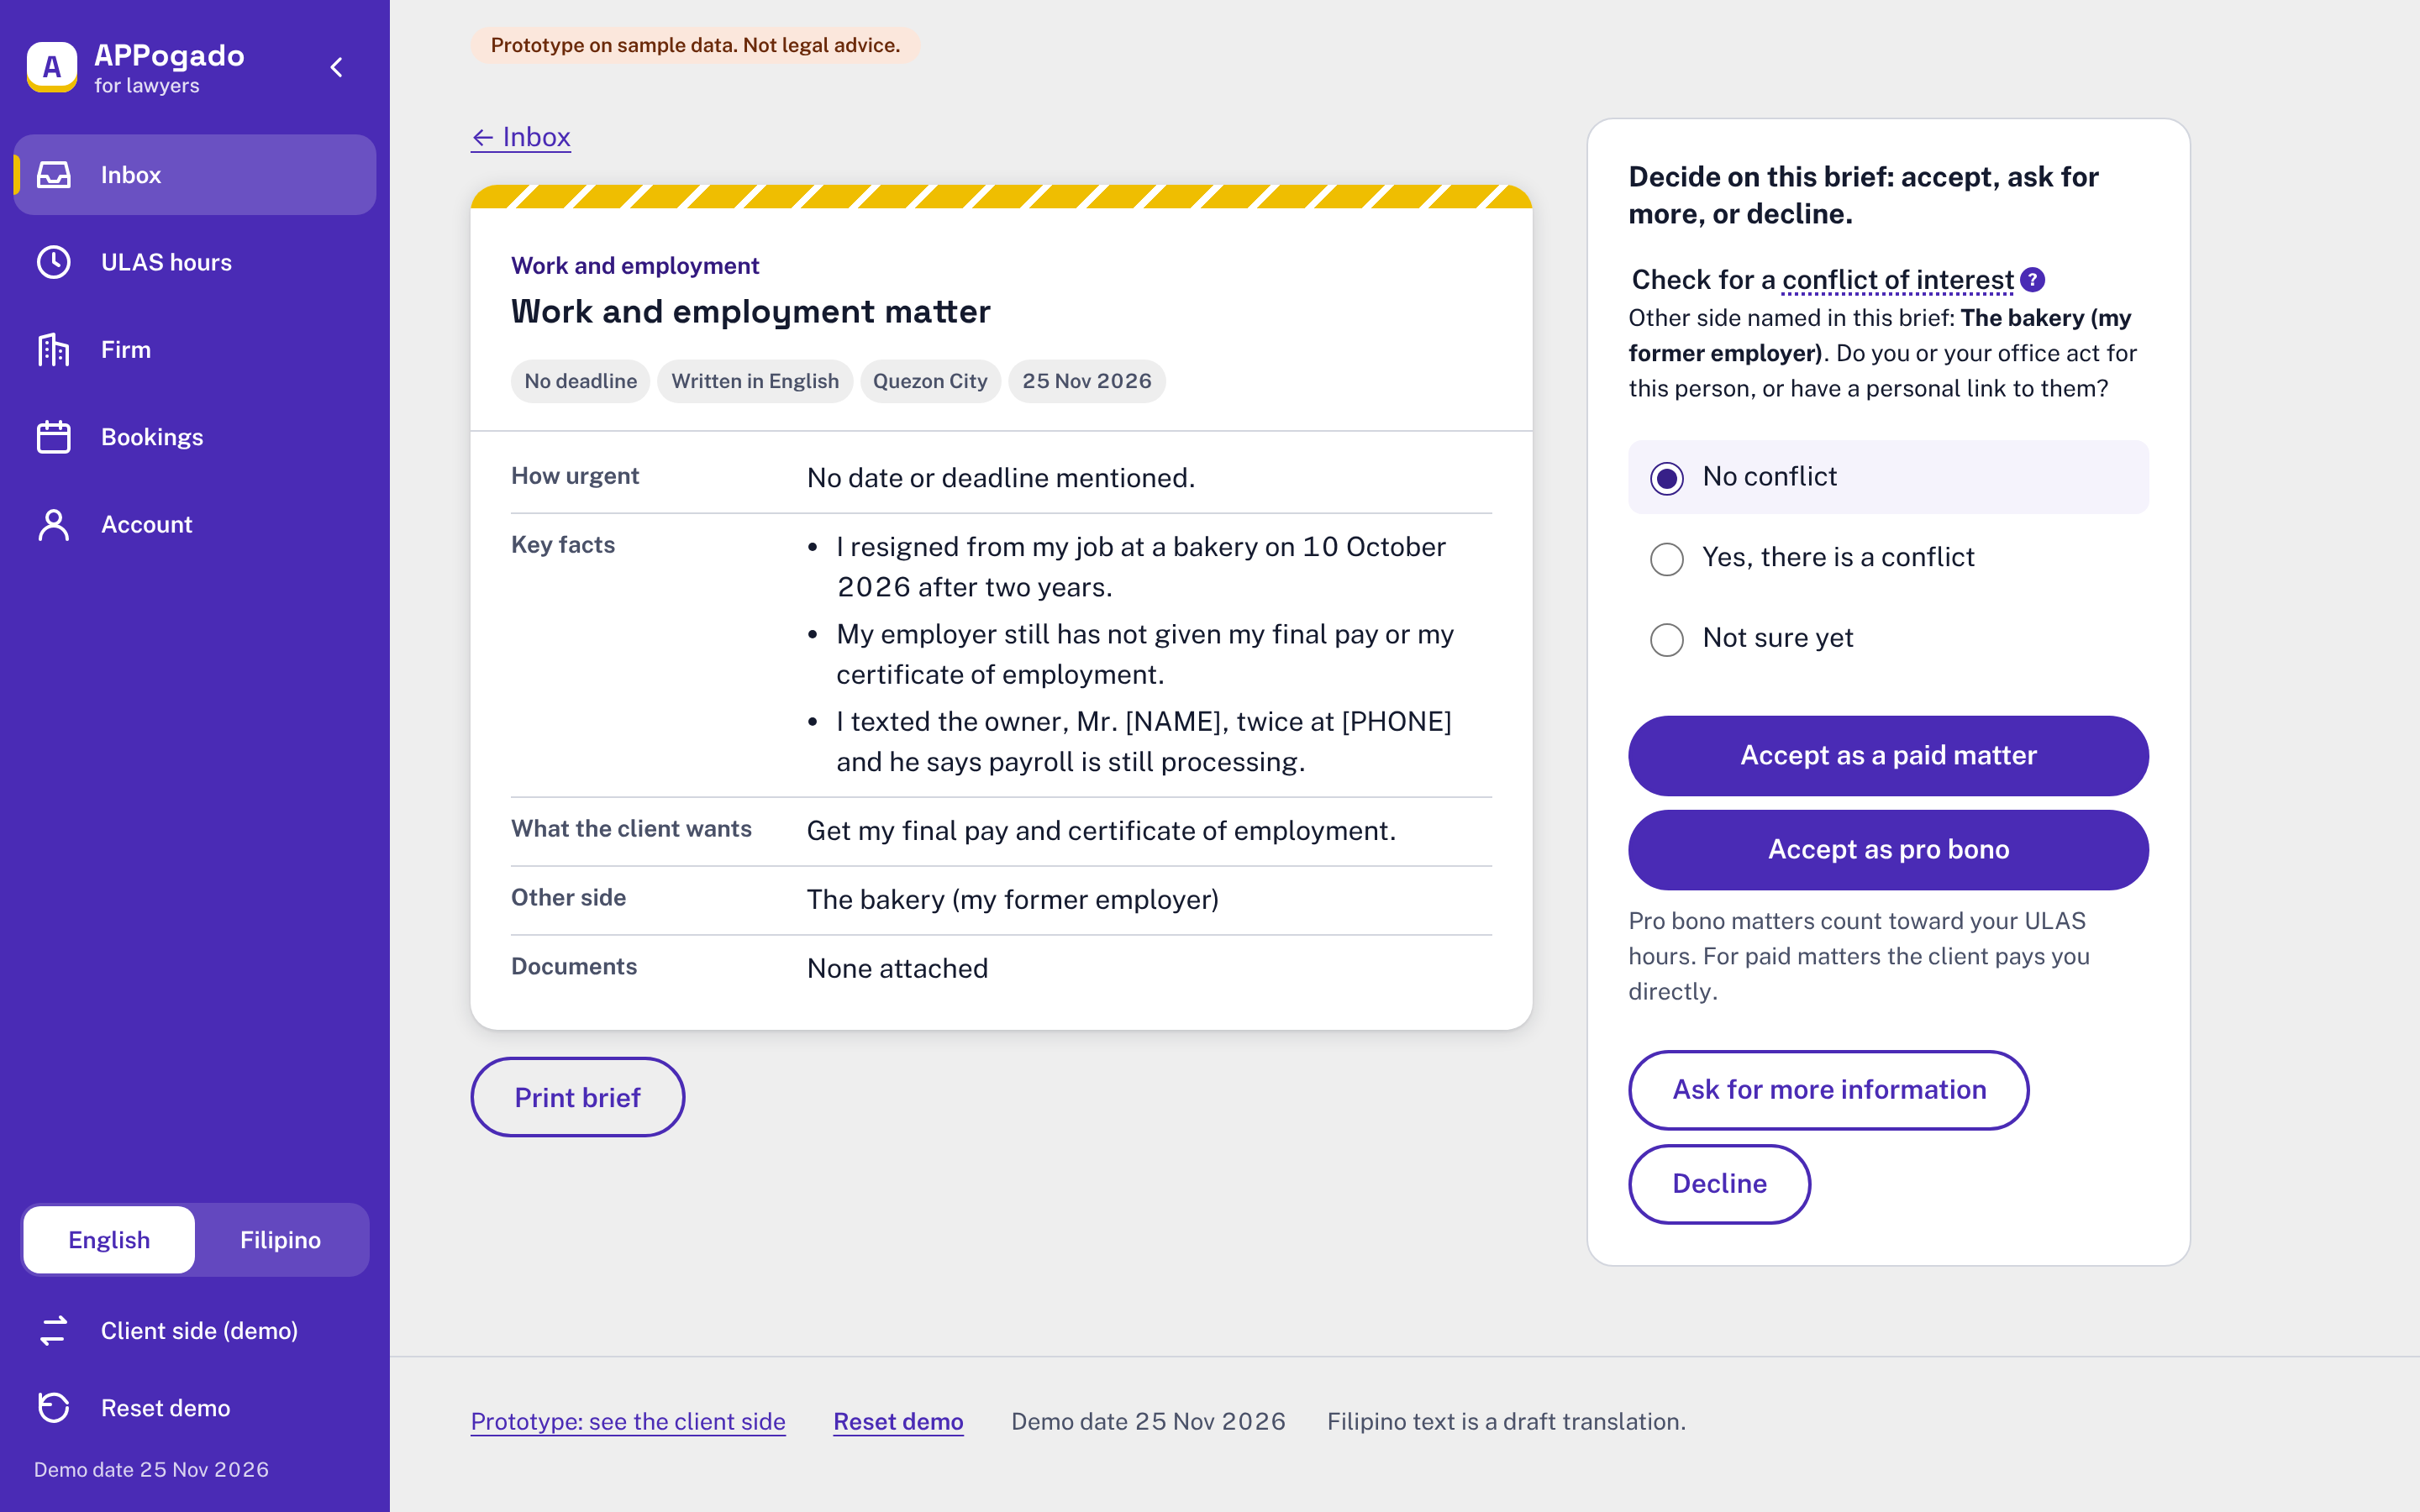 A
APPogado
for lawyers
Inbox
ULAS hours
Firm
Bookings
Account
English
Filipino
Client side (demo)
Reset demo
Demo date 25 Nov 2026
Prototype on sample data. Not legal advice.
← Inbox
Work and employment
Work and employment matter
No deadline
Written in English
Quezon City
25 Nov 2026
How urgent
No date or deadline mentioned.
Key facts
• I resigned from my job at a bakery on 10 October
2026 after two years.
• My employer still has not given my final pay or my
certificate of employment.
• I texted the owner, Mr. [NAME], twice at [PHONE]
and he says payroll is still processing.
What the client wants
Get my final pay and certificate of employment.
Other side
The bakery (my former employer)
Documents
None attached
Print brief
Decide on this brief: accept, ask for
more, or decline.
Check for a conflict of interest ?
Other side named in this brief: The bakery (my
former employer). Do you or your office act for
this person, or have a personal link to them?
No conflict
Yes, there is a conflict
Not sure yet
Accept as a paid matter
Accept as pro bono
Pro bono matters count toward your ULAS
hours. For paid matters the client pays you
directly.
Ask for more information
Decline
Prototype: see the client side
Reset demo
Demo date 25 Nov 2026
Filipino text is a draft translation.